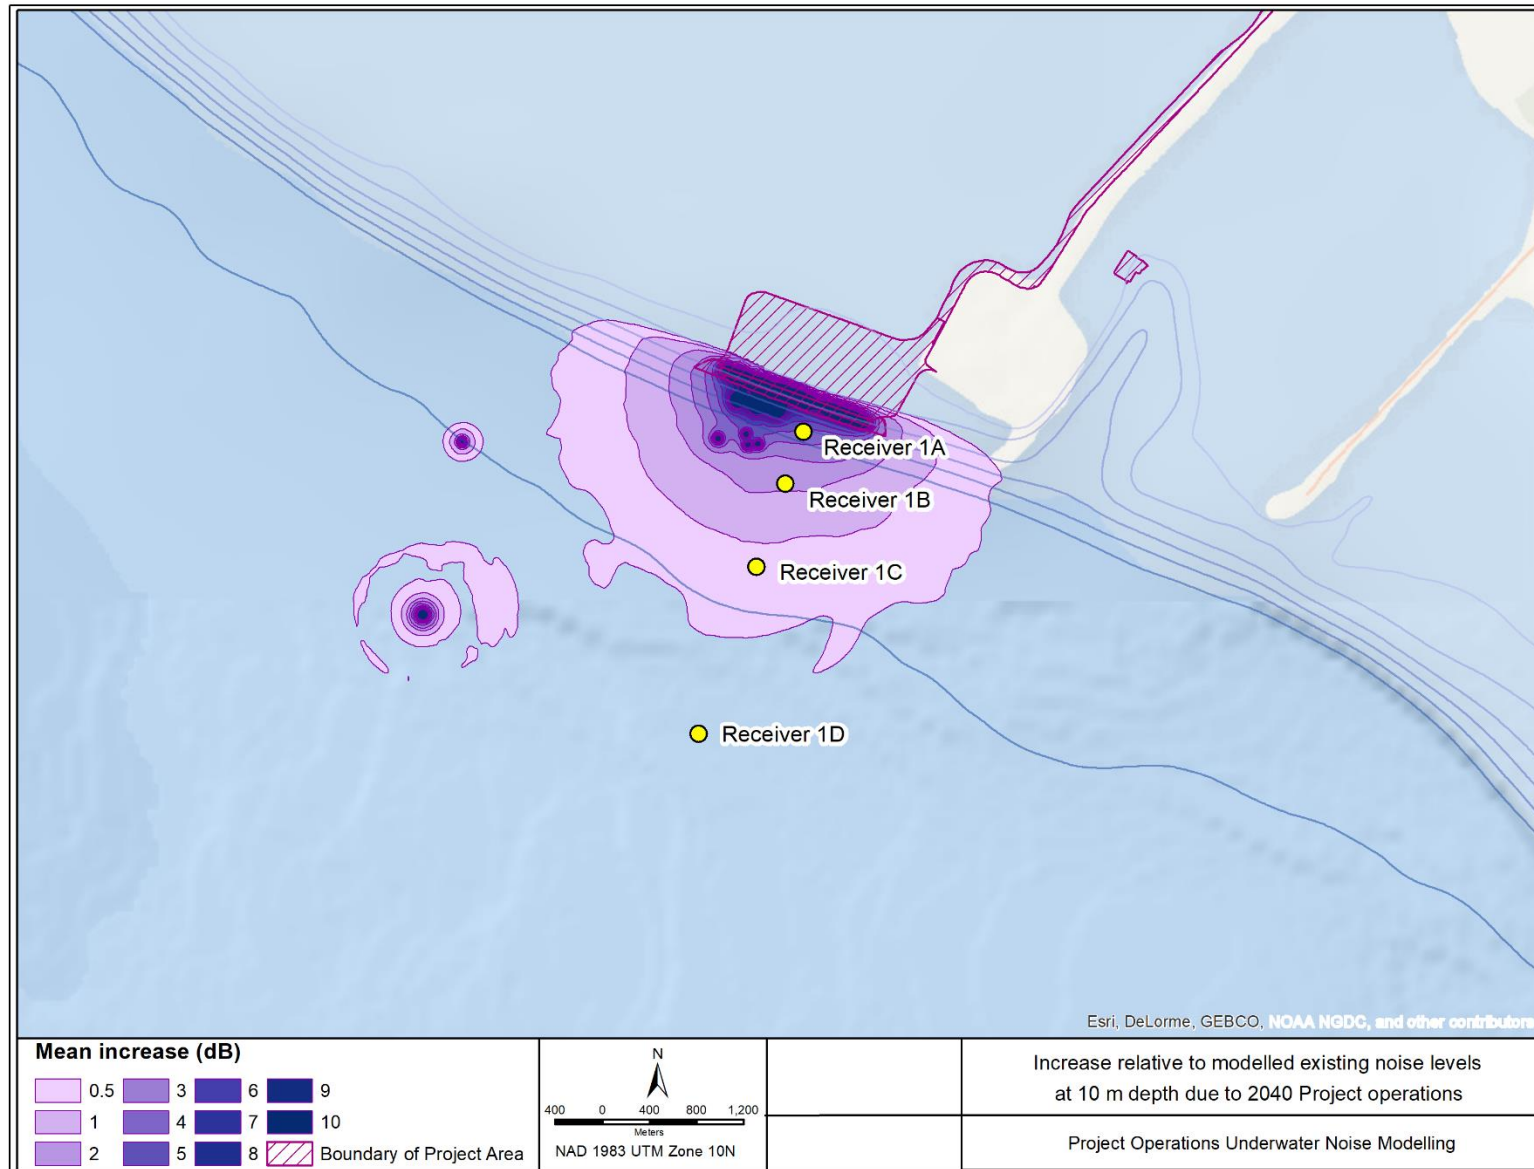 Receiver 1A
Receiver 1B
Receiver 1C
Receiver 1D
Esri, DeLorme, GEBCO, NOAA NGDC, and other contributors
Mean increase (dB)
0.5 3 6 9
1 4 7 10
2 5 8 Boundary of Project Area
N
400 0 400 800 1,200
Meters
NAD 1983 UTM Zone 10N
Increase relative to modelled existing noise levels
at 10 m depth due to 2040 Project operations
Project Operations Underwater Noise Modelling